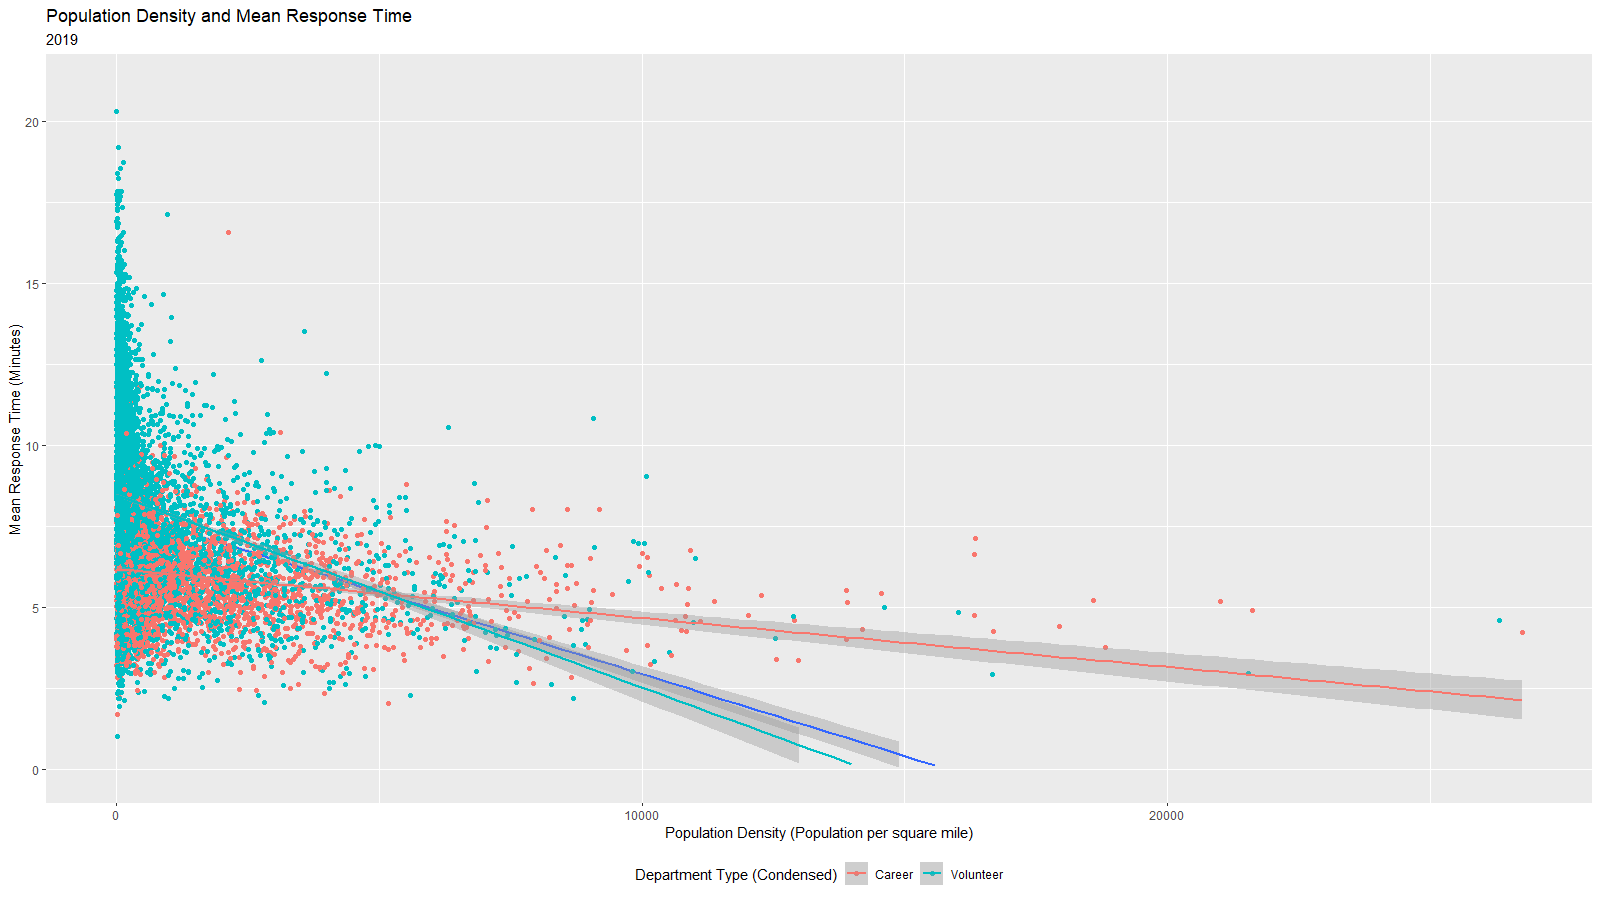 Population Density and Mean Response Time
2019
Mean Response Time (Minutes)
20
15
10
5
0
0
10000
20000
Population Density (Population per square mile)
Department Type (Condensed) Career Volunteer